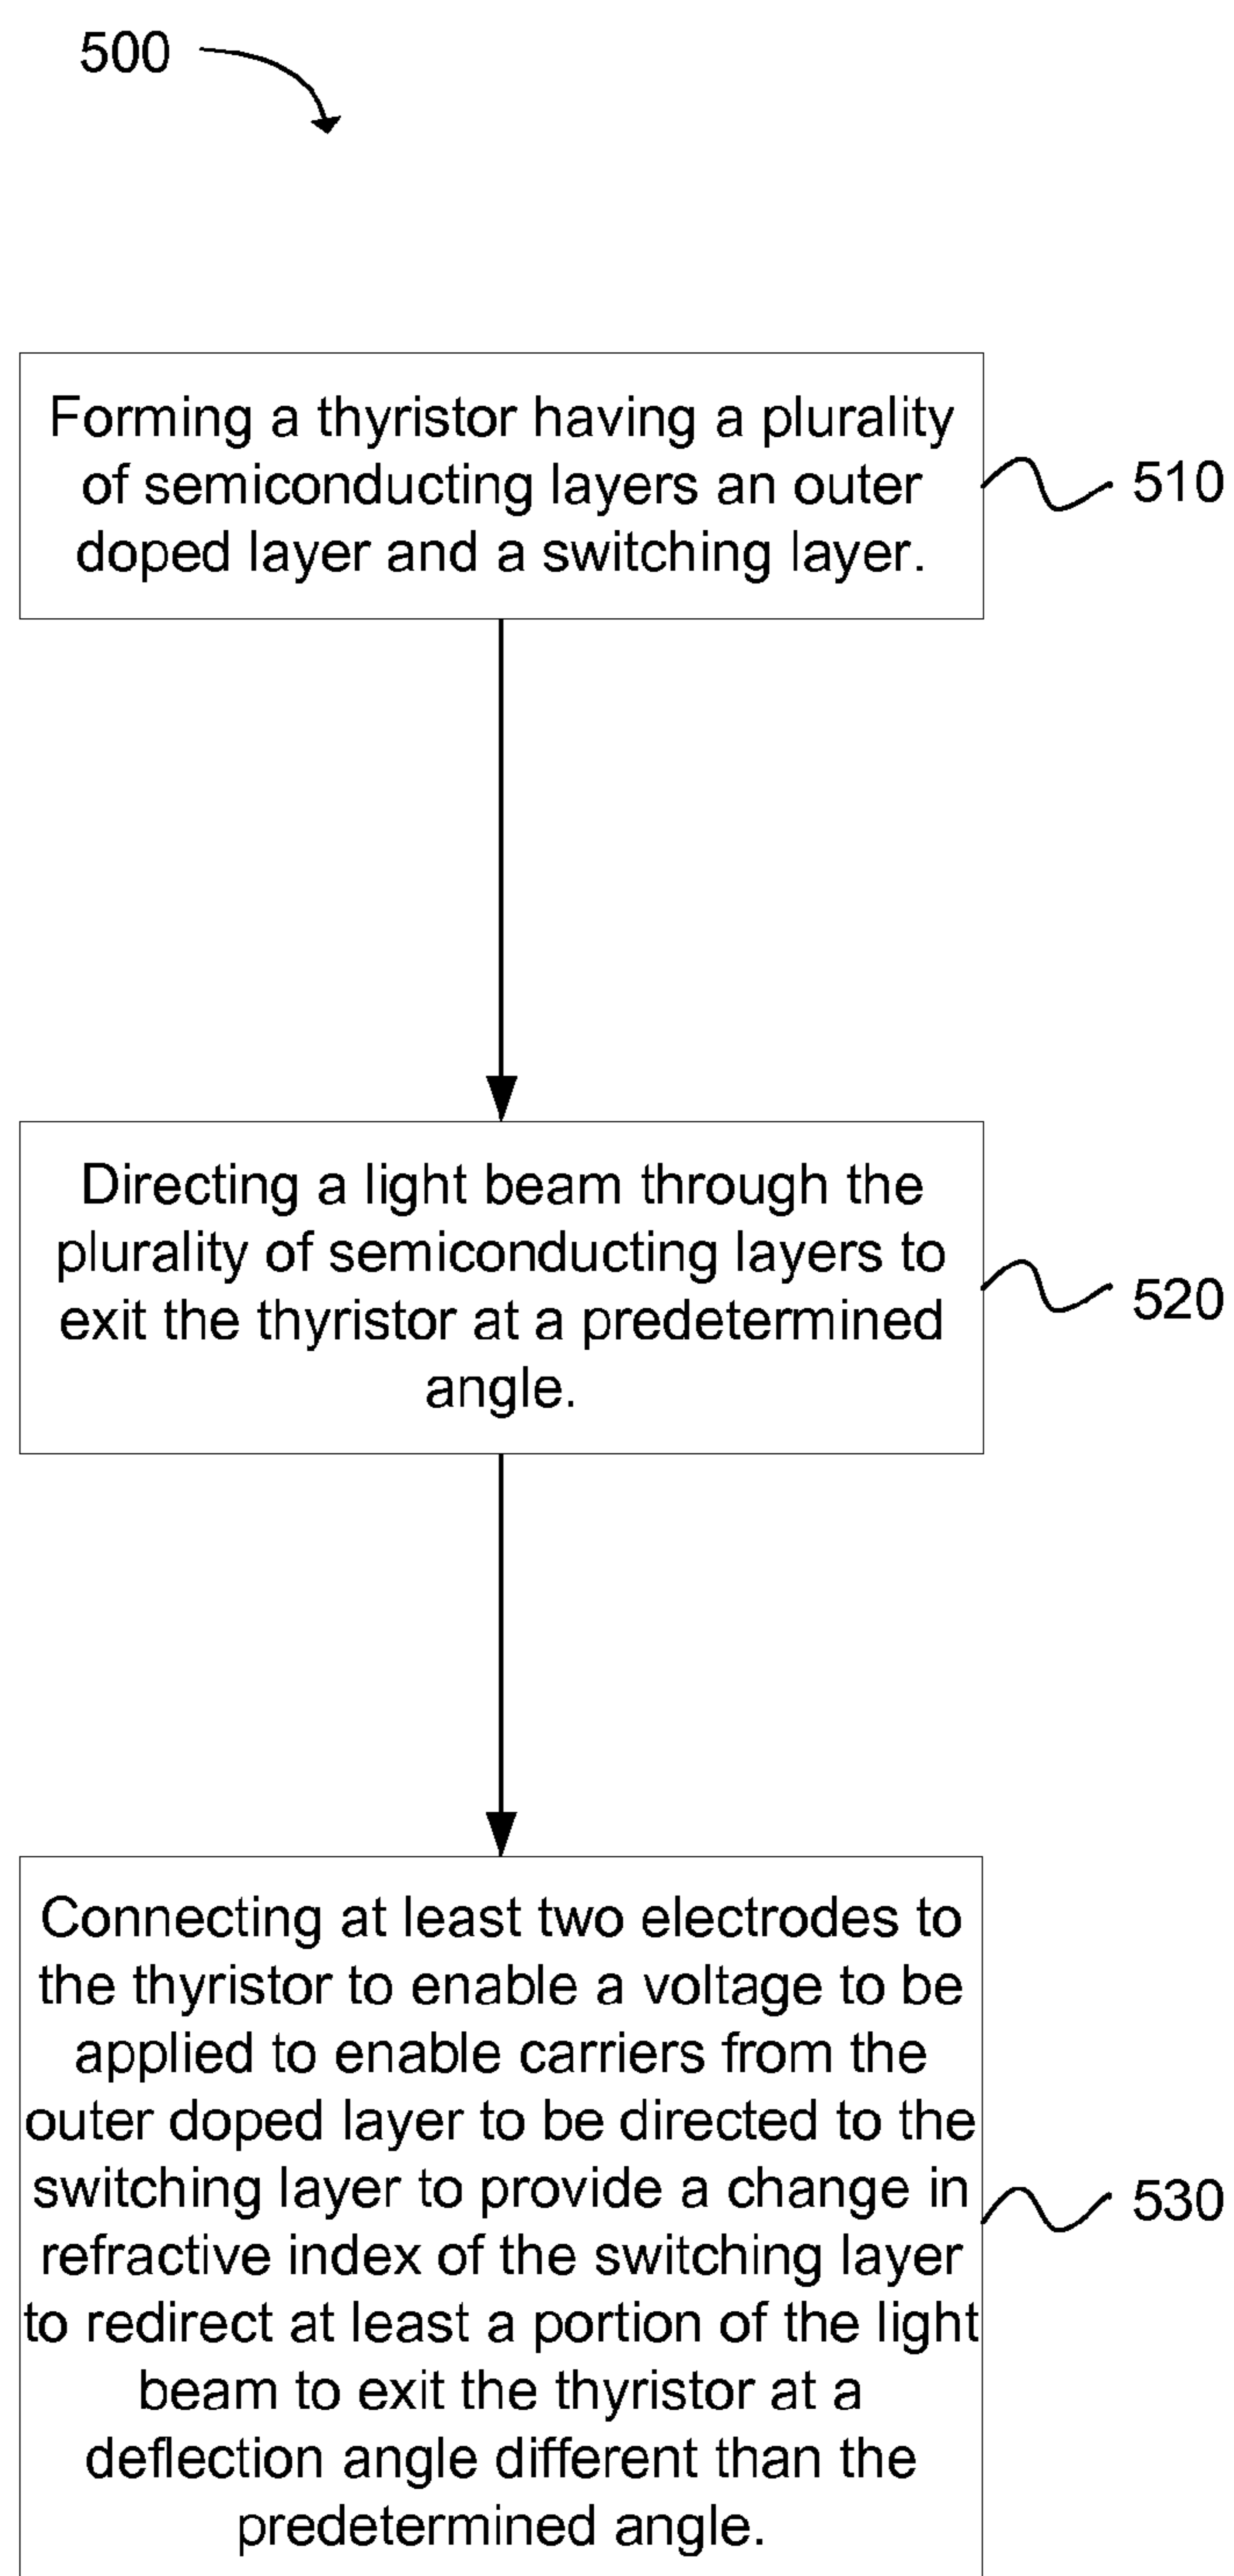 500
Forming a thyristor having a plurality
of semiconducting layers an outer
doped layer and a switching layer.
510
Directing a light beam through the
plurality of semiconducting layers to
exit the thyristor at a predetermined
angle.
520
Connecting at least two electrodes to
the thyristor to enable a voltage to be
applied to enable carriers from the
outer doped layer to be directed to the
switching layer to provide a change in
refractive index of the switching layer
to redirect at least a portion of the light
beam to exit the thyristor at a
deflection angle different than the
predetermined angle.
530